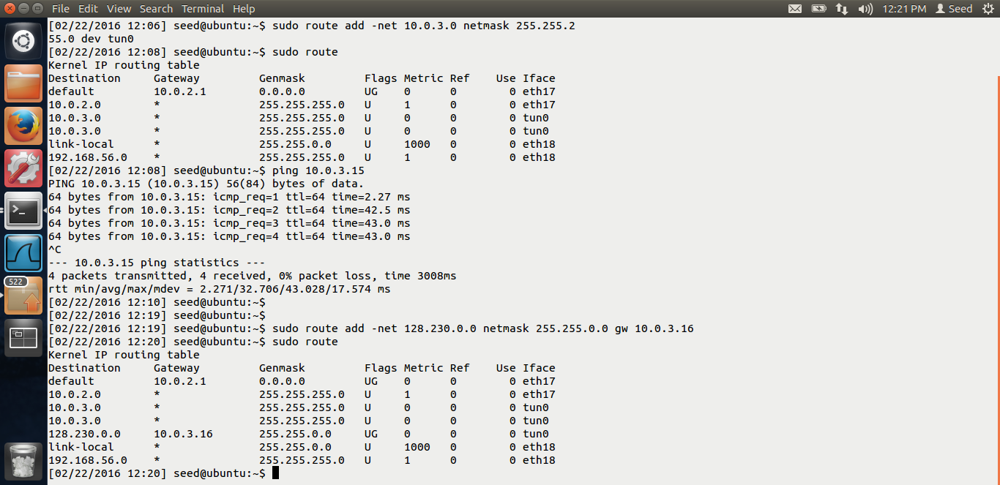 File Edit View Search Terminal Help 12:21 PM Seed
[02/22/2016 12:06] seed@ubuntu:~$ sudo route add -net 10.0.3.0 netmask 255.255.2
55.0 dev tun0
[02/22/2016 12:08] seed@ubuntu:~$ sudo route
Kernel IP routing table
Destination     Gateway         Genmask         Flags Metric Ref    Use Iface
default         10.0.2.1        0.0.0.0         UG    0      0        0 eth17
10.0.2.0        *               255.255.255.0   U     1      0        0 eth17
10.0.3.0        *               255.255.255.0   U     0      0        0 tun0
10.0.3.0        *               255.255.255.0   U     0      0        0 tun0
link-local      *               255.255.0.0     U     1000   0        0 eth18
192.168.56.0    *               255.255.255.0   U     1      0        0 eth18
[02/22/2016 12:08] seed@ubuntu:~$ ping 10.0.3.15
PING 10.0.3.15 (10.0.3.15) 56(84) bytes of data.
64 bytes from 10.0.3.15: icmp_req=1 ttl=64 time=2.27 ms
64 bytes from 10.0.3.15: icmp_req=2 ttl=64 time=42.5 ms
64 bytes from 10.0.3.15: icmp_req=3 ttl=64 time=43.0 ms
64 bytes from 10.0.3.15: icmp_req=4 ttl=64 time=43.0 ms
^C
--- 10.0.3.15 ping statistics ---
4 packets transmitted, 4 received, 0% packet loss, time 3008ms
rtt min/avg/max/mdev = 2.271/32.706/43.028/17.574 ms
[02/22/2016 12:10] seed@ubuntu:~$
[02/22/2016 12:19] seed@ubuntu:~$
[02/22/2016 12:19] seed@ubuntu:~$ sudo route add -net 128.230.0.0 netmask 255.255.0.0 gw 10.0.3.16
[02/22/2016 12:20] seed@ubuntu:~$ sudo route
Kernel IP routing table
Destination     Gateway         Genmask         Flags Metric Ref    Use Iface
default         10.0.2.1        0.0.0.0         UG    0      0        0 eth17
10.0.2.0        *               255.255.255.0   U     1      0        0 eth17
10.0.3.0        *               255.255.255.0   U     0      0        0 tun0
10.0.3.0        *               255.255.255.0   U     0      0        0 tun0
128.230.0.0     10.0.3.16       255.255.0.0     UG    0      0        0 tun0
link-local      *               255.255.0.0     U     1000   0        0 eth18
192.168.56.0    *               255.255.255.0   U     1      0        0 eth18
[02/22/2016 12:20] seed@ubuntu:~$
522